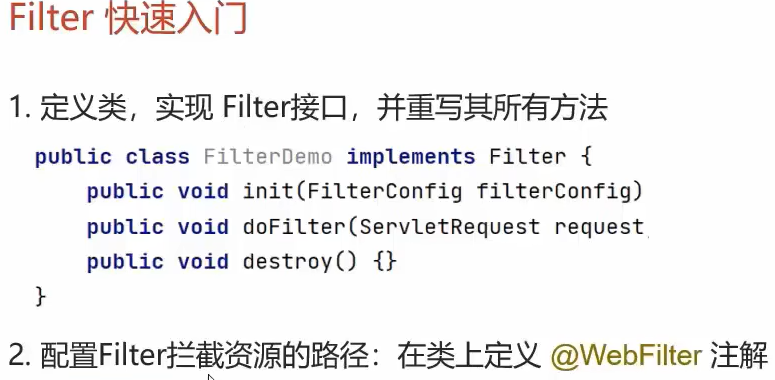 Filter 快速入门
1. 定义类，实现 Filter接口，并重写其所有方法
public class FilterDemo implements Filter {
public void init(FilterConfig filterConfig)
public void doFilter(ServletRequest request
public void destroy() {}
}
2. 配置Filter拦截资源的路径：在类上定义 @WebFilter 注解